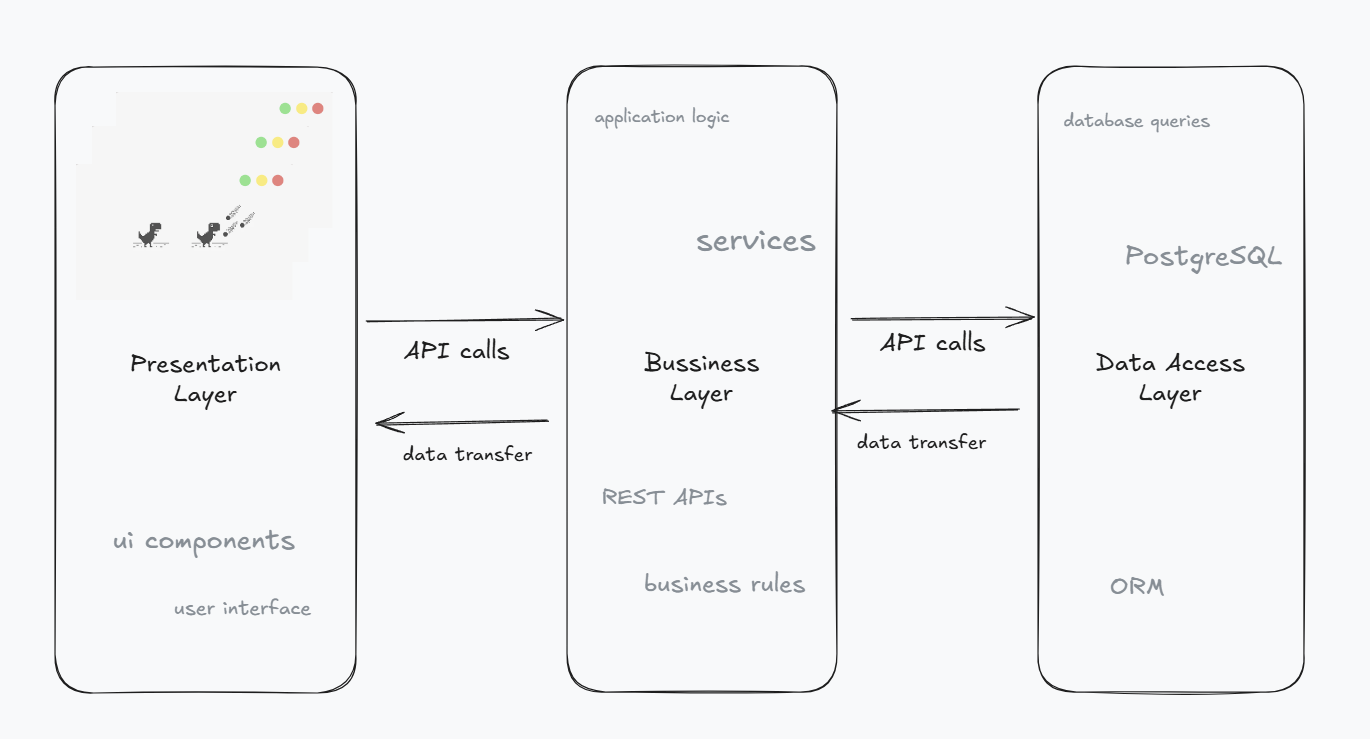 Presentation
Layer
ui components
user interface
API calls
data transfer
application logic
services
Bussiness
Layer
REST APIs
business rules
API calls
data transfer
database queries
PostgreSQL
Data Access
Layer
ORM